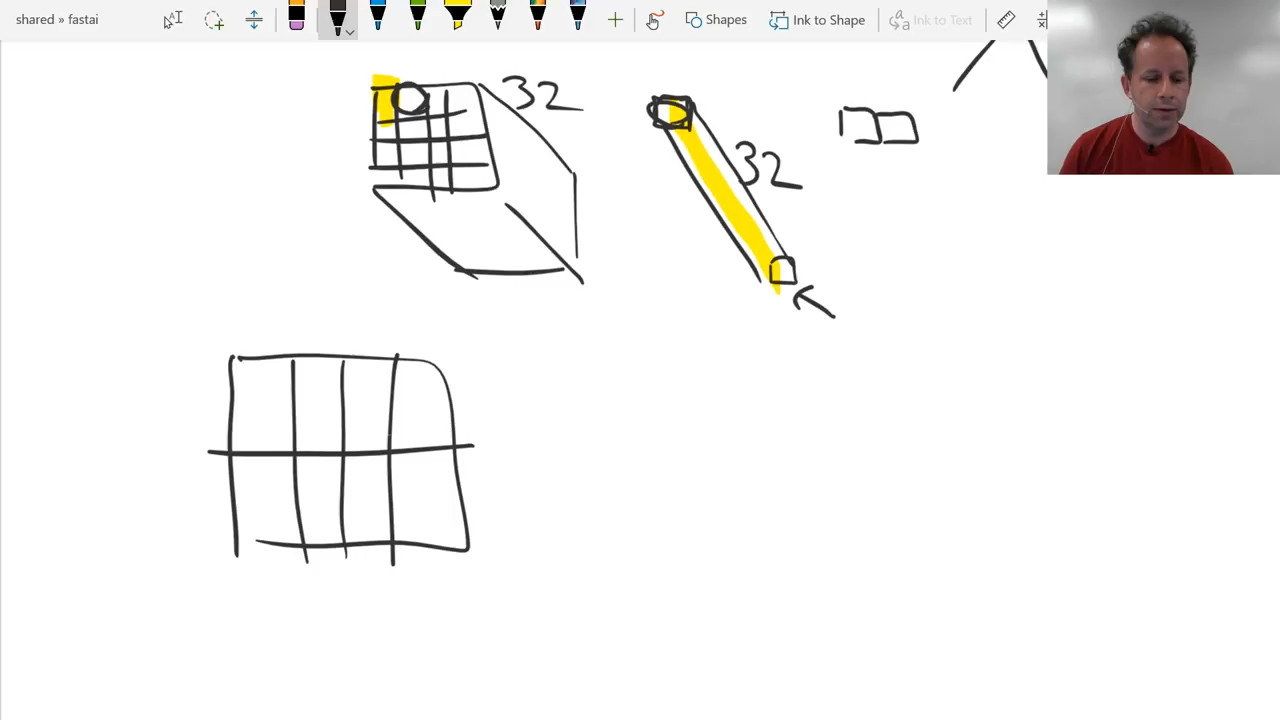 shared » fastai
Shapes
Ink to Shape
Ink to Text
32
32